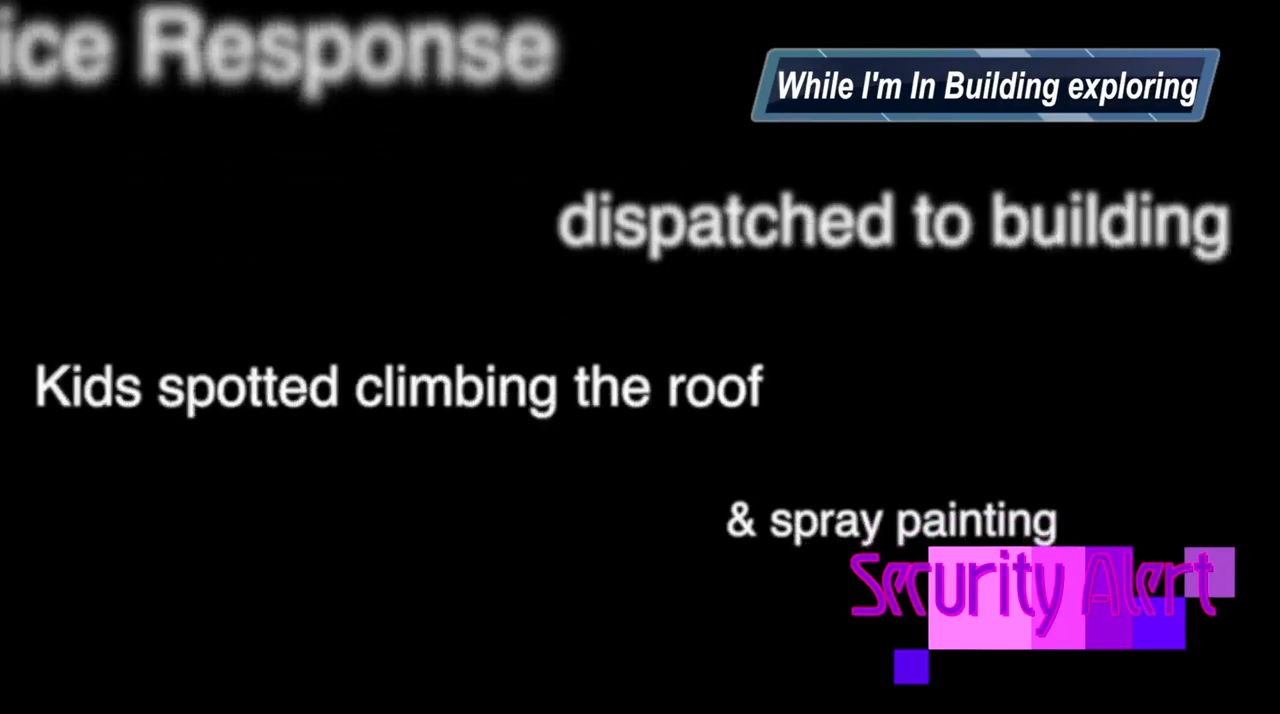 ice Response
While I'm In Building exploring
dispatched to building
Kids spotted climbing the roof
& spray painting
Security Alert